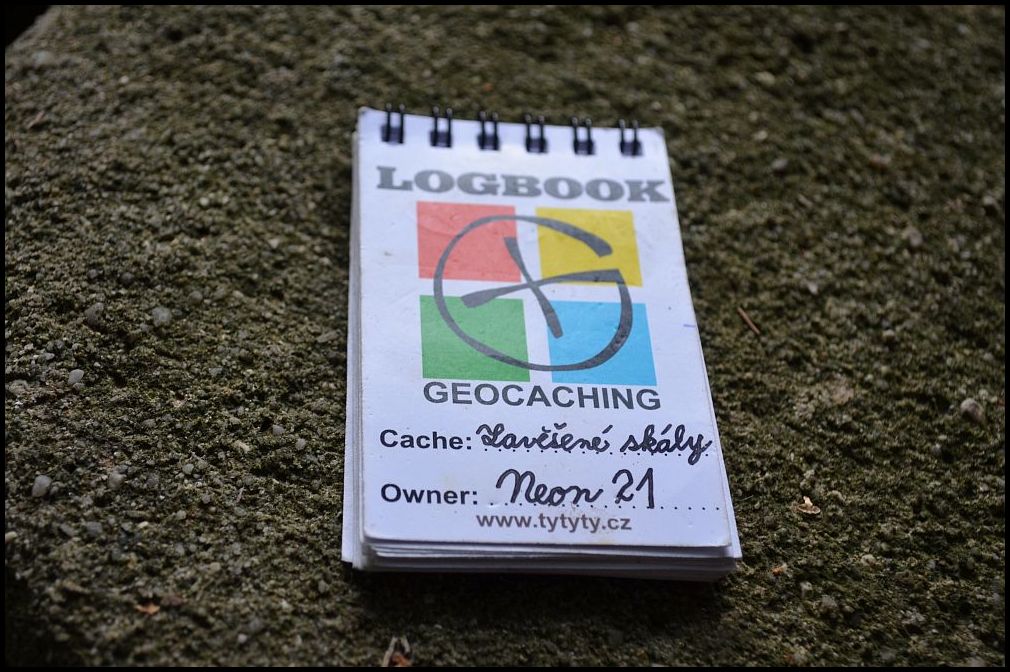 LOGBOOK
GEOCACHING
Cache: Zavěšené skály
Owner: Neon 21
www.tytyty.cz